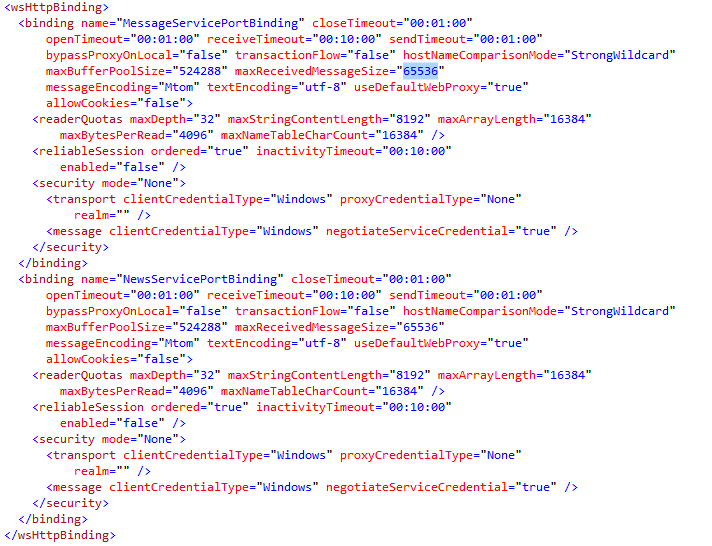 <wsHttpBinding>
<binding name="MessageServicePortBinding" closeTimeout="00:01:00"
openTimeout="00:01:00" receiveTimeout="00:10:00" sendTimeout="00:01:00"
bypassProxyOnLocal="false" transactionFlow="false" hostNameComparisonMode="StrongWildcard"
maxBufferPoolSize="524288" maxReceivedMessageSize="65536"
messageEncoding="Mtom" textEncoding="utf-8" useDefaultWebProxy="true"
allowCookies="false">
<readerQuotas maxDepth="32" maxStringContentLength="8192" maxArrayLength="16384"
maxBytesPerRead="4096" maxNameTableCharCount="16384" />
<reliableSession ordered="true" inactivityTimeout="00:10:00"
enabled="false" />
<security mode="None">
<transport clientCredentialType="Windows" proxyCredentialType="None"
realm="" />
<message clientCredentialType="Windows" negotiateServiceCredential="true" />
</security>
</binding>
<binding name="NewsServicePortBinding" closeTimeout="00:01:00"
openTimeout="00:01:00" receiveTimeout="00:10:00" sendTimeout="00:01:00"
bypassProxyOnLocal="false" transactionFlow="false" hostNameComparisonMode="StrongWildcard"
maxBufferPoolSize="524288" maxReceivedMessageSize="65536"
messageEncoding="Mtom" textEncoding="utf-8" useDefaultWebProxy="true"
allowCookies="false">
<readerQuotas maxDepth="32" maxStringContentLength="8192" maxArrayLength="16384"
maxBytesPerRead="4096" maxNameTableCharCount="16384" />
<reliableSession ordered="true" inactivityTimeout="00:10:00"
enabled="false" />
<security mode="None">
<transport clientCredentialType="Windows" proxyCredentialType="None"
realm="" />
<message clientCredentialType="Windows" negotiateServiceCredential="true" />
</security>
</binding>
</wsHttpBinding>